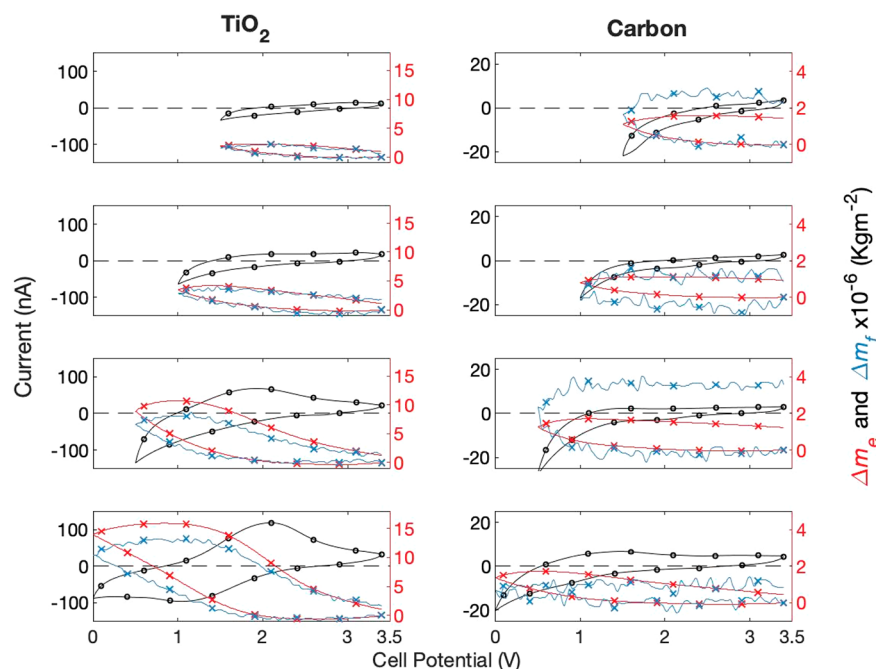 TiO2 Carbon
100 15 20 4
0 10 0 2
-100 5 -20 0
0
100 15 20 4
0 10 0 2
-100 5 -20 0
0
100 15 20 4
0 10 0 2
-100 5 -20 0
0
100 15 20 4
0 10 0 2
-100 5 -20 0
0
0 1 2 3 3.5 0 1 2 3 3.5
Cell Potential (V)
Current (nA)
Δme and Δmf x10-6 (Kgm-2)